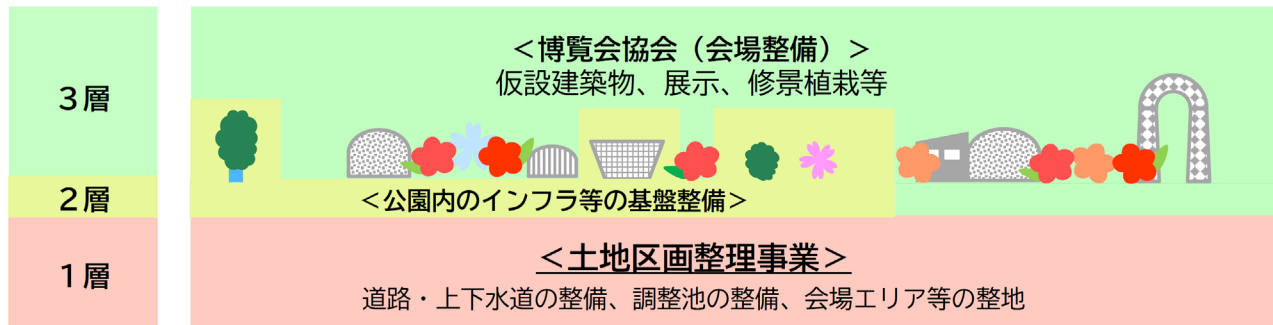 3層
＜博覧会協会（会場整備）＞
仮設建築物、展示、修景植栽等
2層
＜公園内のインフラ等の基盤整備＞
1層
＜土地区画整理事業＞
道路・上下水道の整備、調整池の整備、会場エリア等の整地